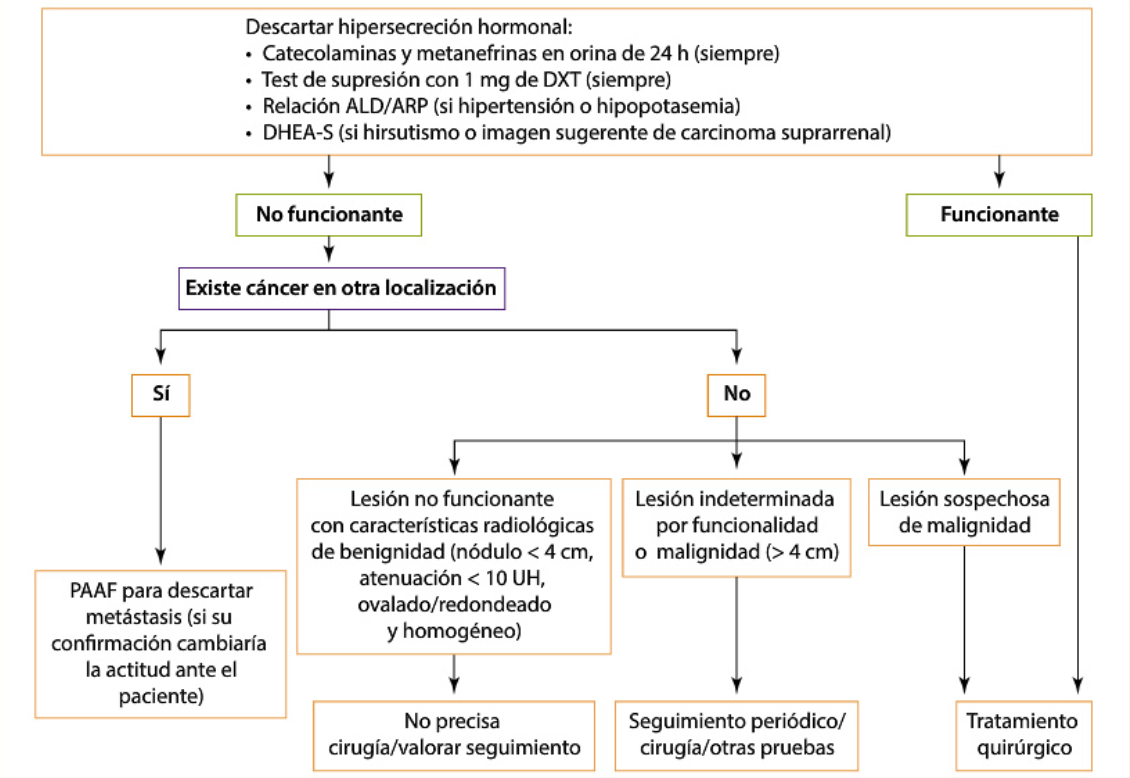 Descartar hipersecreción hormonal:
• Catecolaminas y metanefrinas en orina de 24 h (siempre)
• Test de supresión con 1 mg de DXT (siempre)
• Relación ALD/ARP (si hipertensión o hipopotasemia)
• DHEA-S (si hirsutismo o imagen sugerente de carcinoma suprarrenal)
No funcionante
Funcionante
Existe cáncer en otra localización
Sí
No
PAAF para descartar
metástasis (si su
confirmación cambiaría
la actitud ante el
paciente)
Lesión no funcionante
con características radiológicas
de benignidad (nódulo < 4 cm,
atenuación < 10 UH,
ovalado/redondeado
y homogéneo)
Lesión indeterminada
por funcionalidad
o malignidad (> 4 cm)
Lesión sospechosa
de malignidad
No precisa
cirugía/valorar seguimiento
Seguimiento periódico/
cirugía/otras pruebas
Tratamiento
quirúrgico